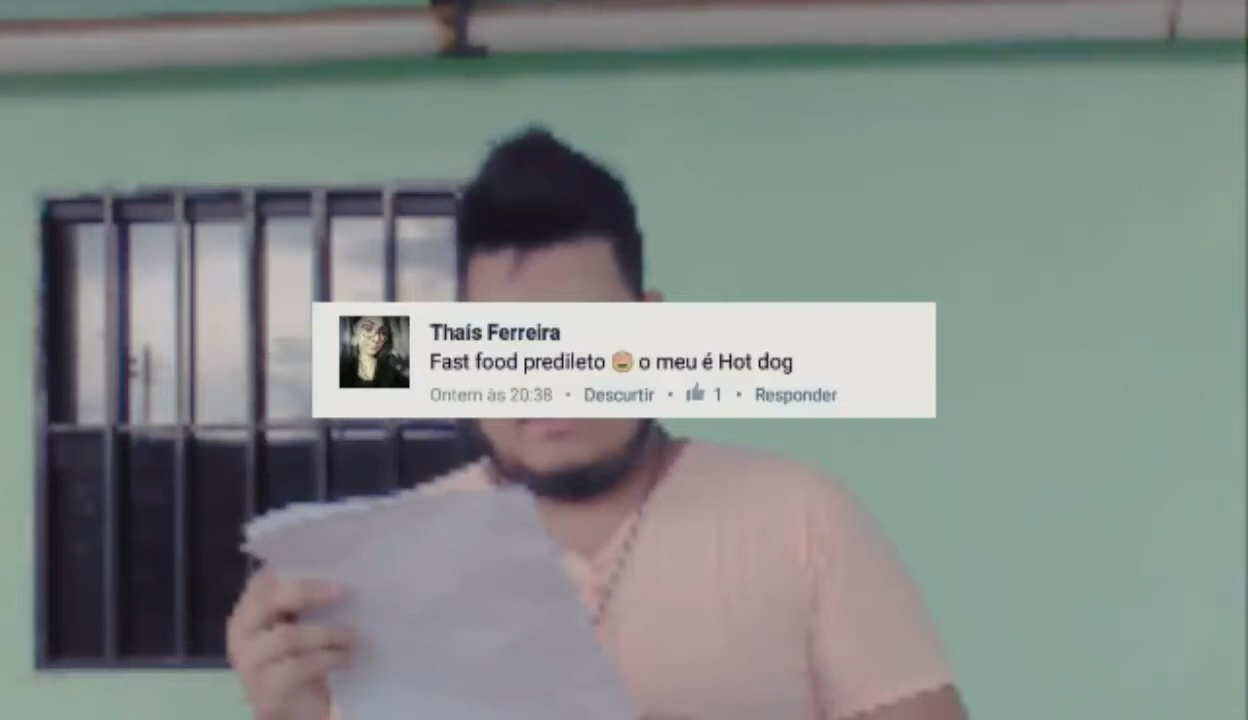 Thaís Ferreira
Fast food predileto 😍 o meu é Hot dog
Ontem às 20:38 • Descurtir • 👍 1 • Responder